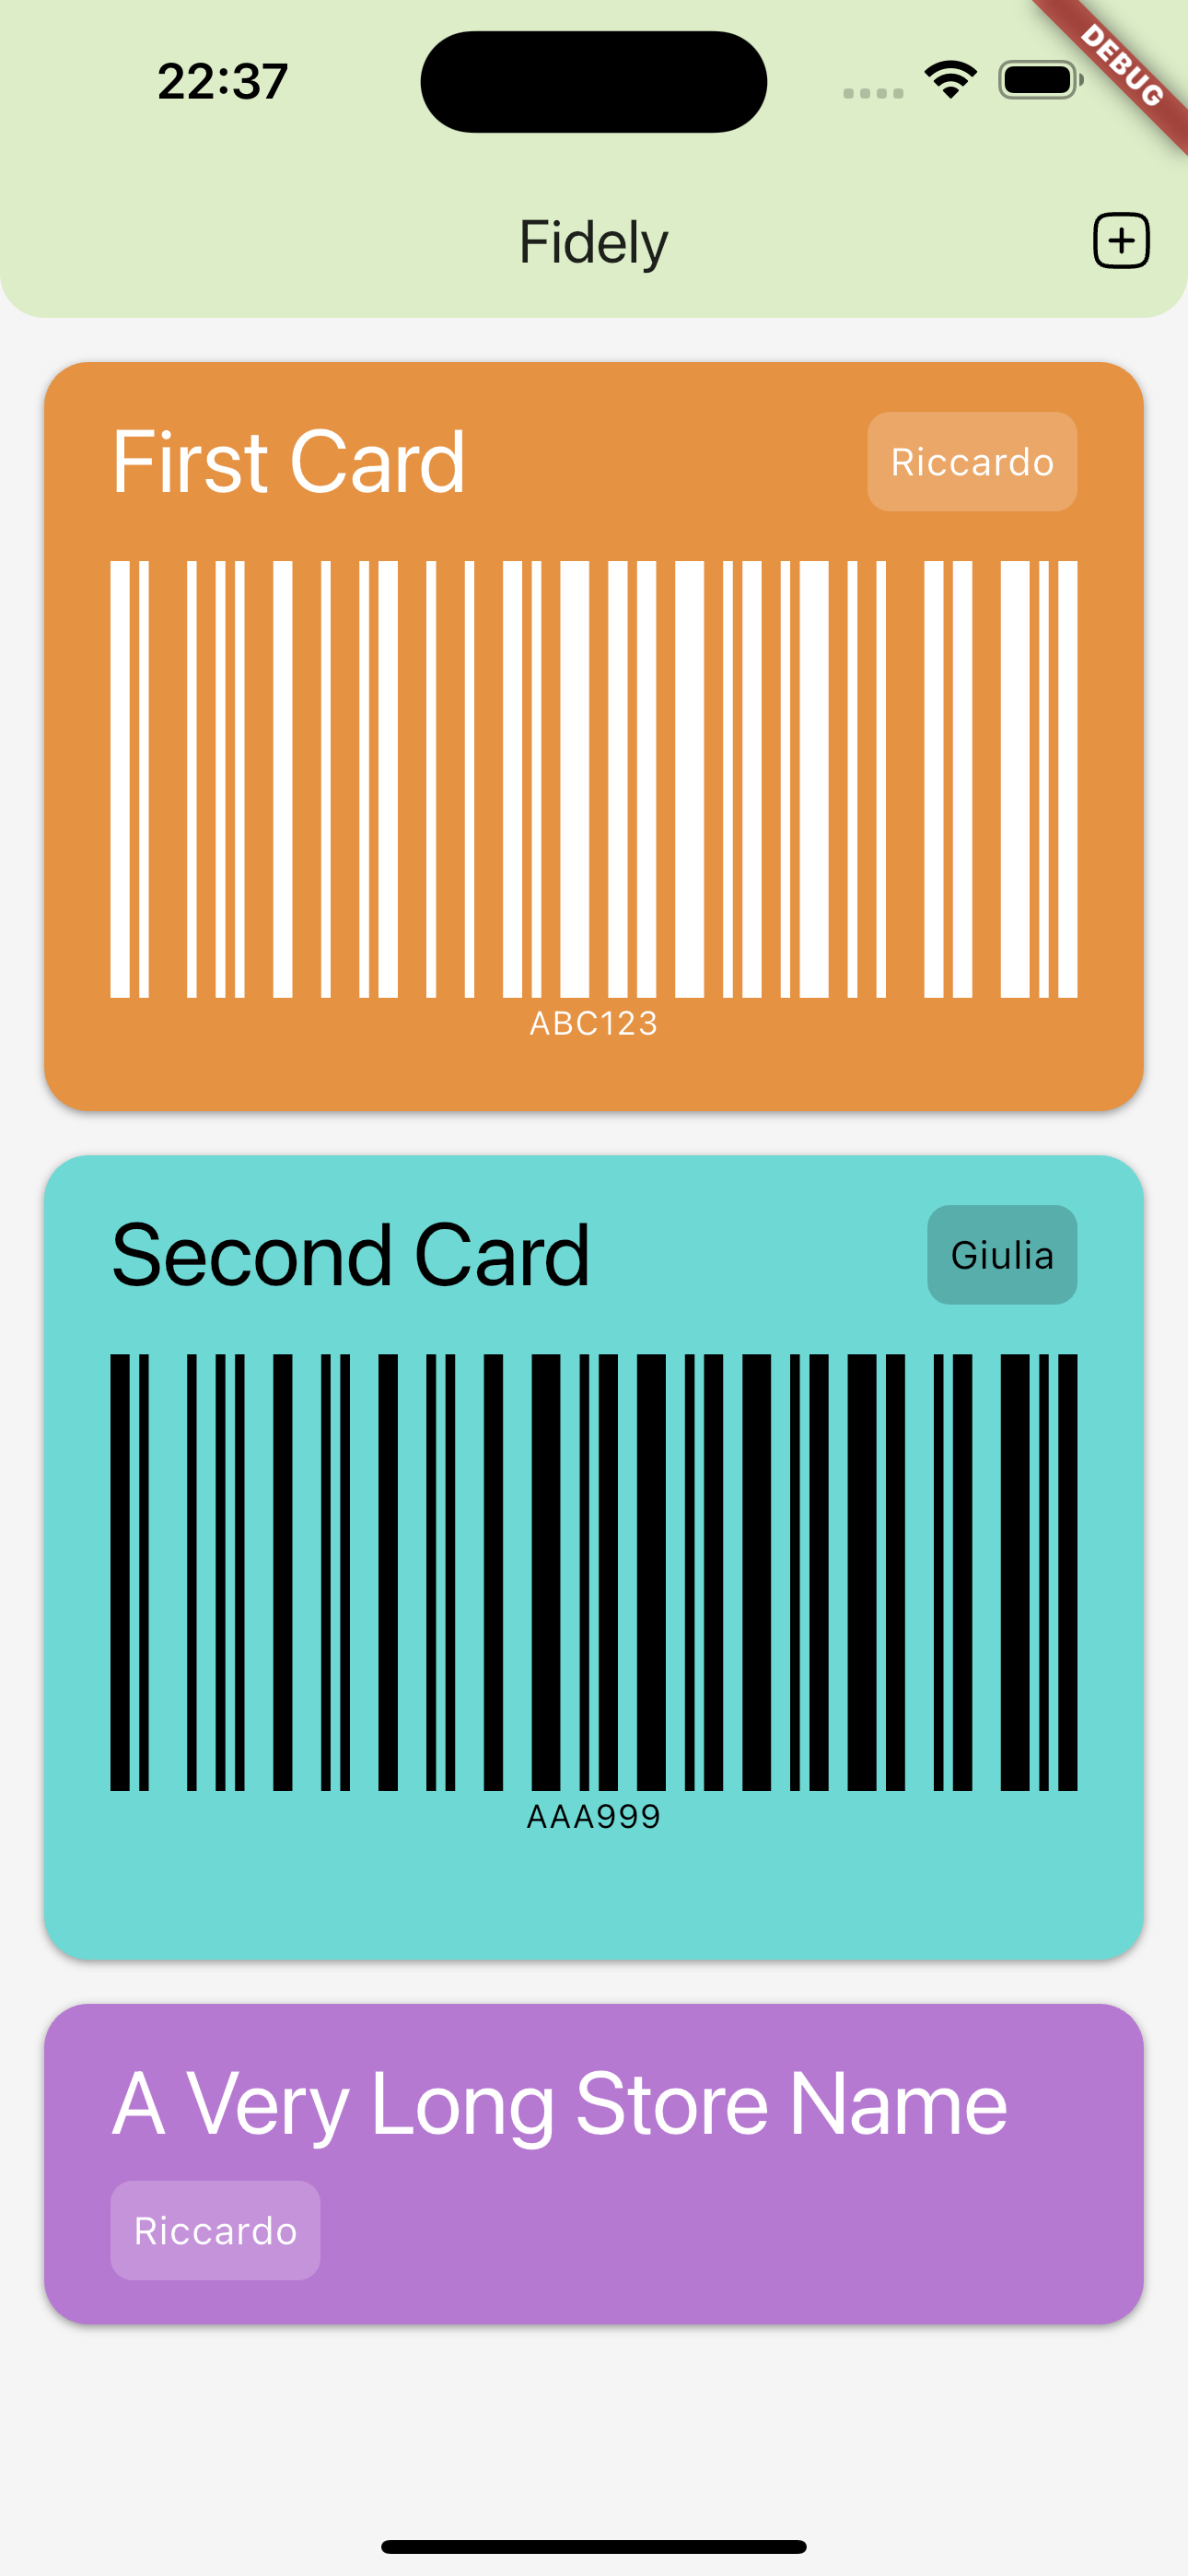 22:37
DEBUG
Fidely
First Card
Riccardo
ABC123
Second Card
Giulia
AAA999
A Very Long Store Name
Riccardo